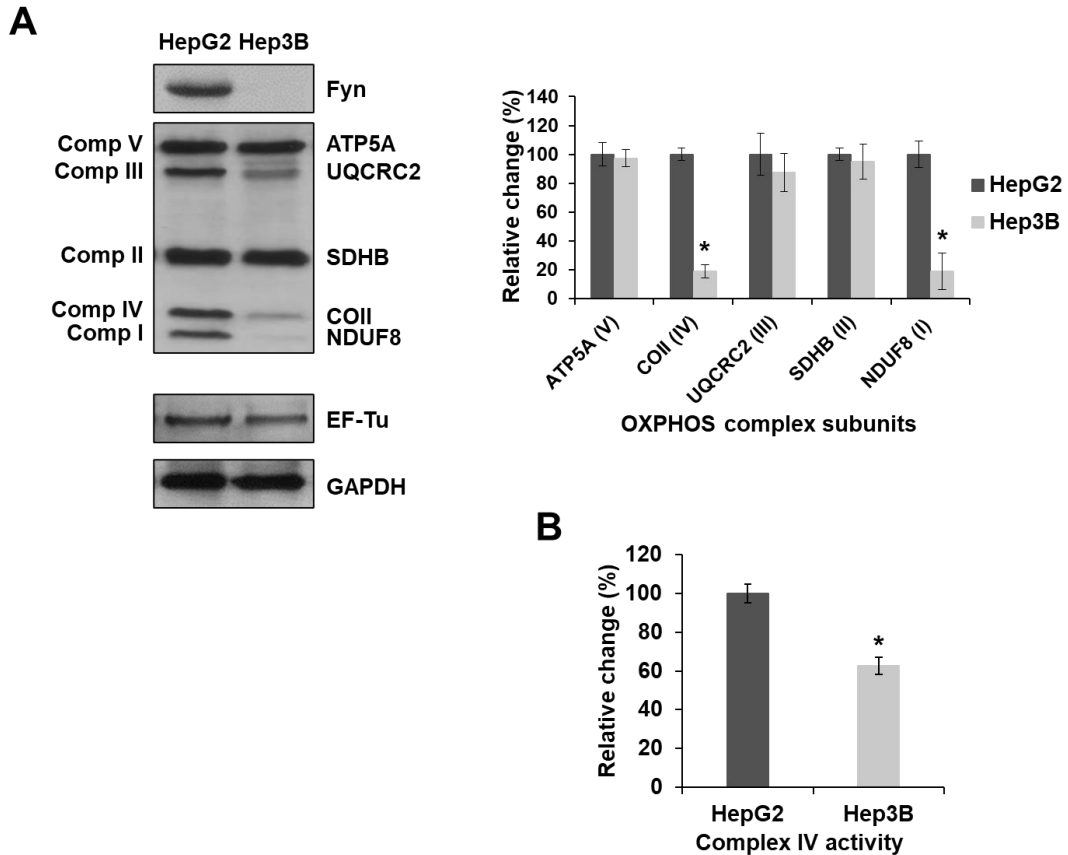 A
HepG2 Hep3B
Fyn
Comp V
ATP5A
Comp III
UQCRC2
Comp II
SDHB
Comp IV
COII
Comp I
NDUF8
EF-Tu
GAPDH
Relative change (%)
140
120
100
80
60
40
20
0
*
*
HepG2
Hep3B
ATP5A (V)
COII (IV)
UQCRC2 (III)
SDHB (II)
NDUF8 (I)
OXPHOS complex subunits
B
Relative change (%)
120
100
80
60
40
20
0
*
HepG2
Hep3B
Complex IV activity